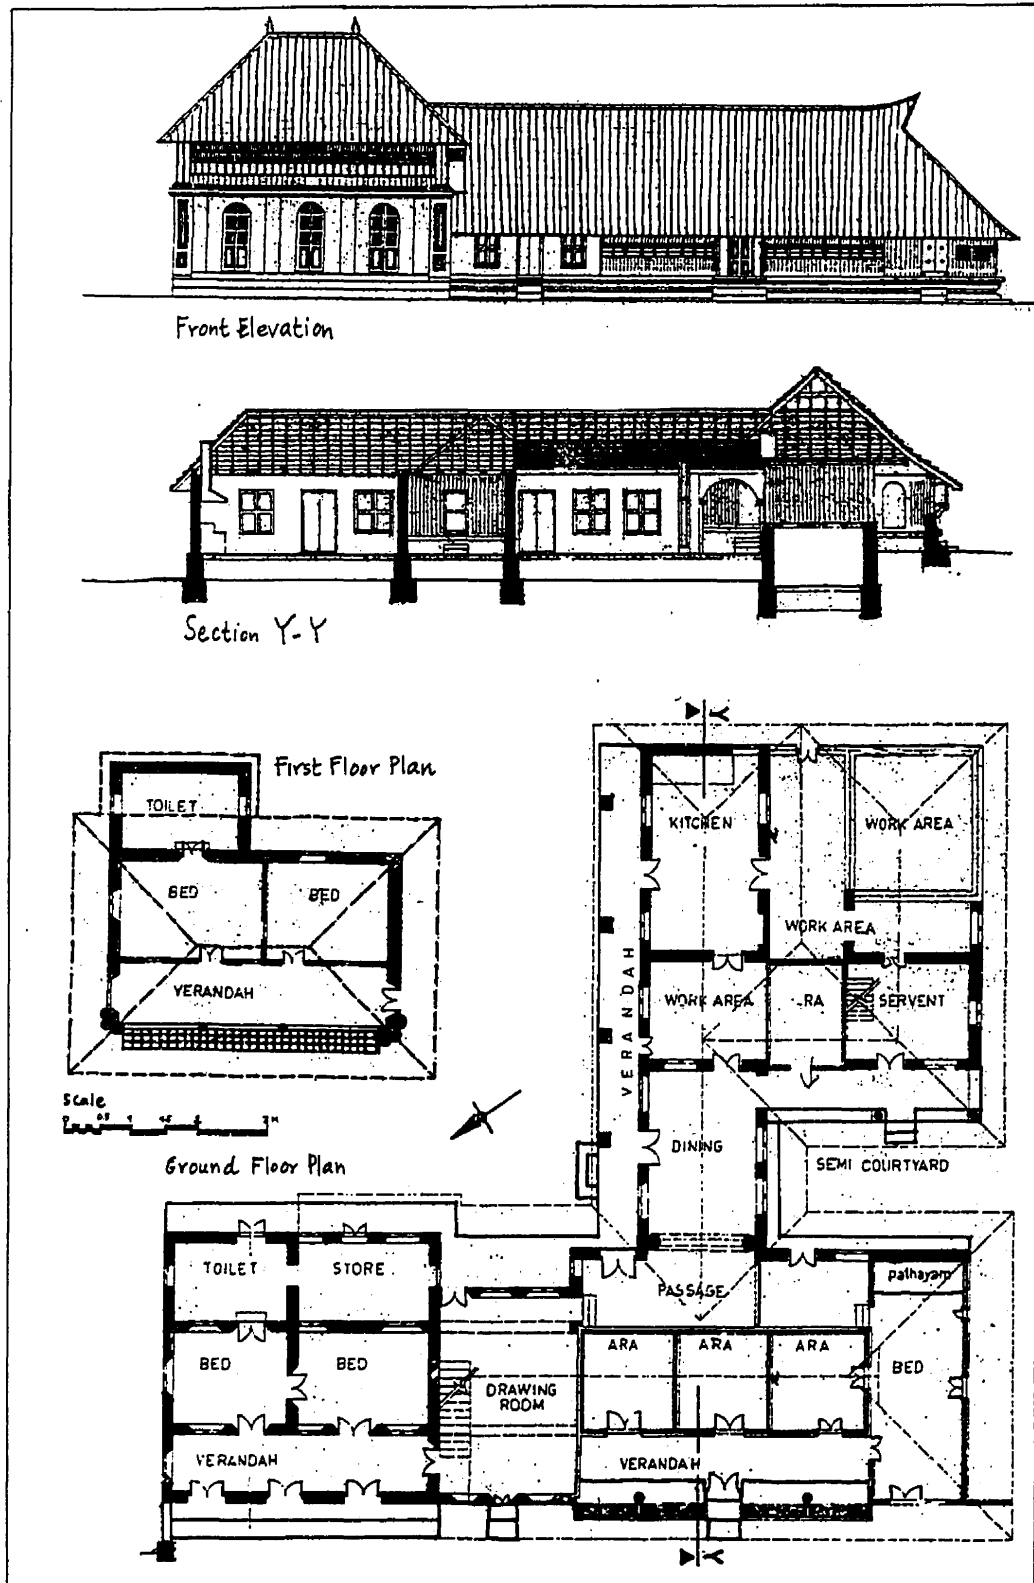 Front Elevation
Section Y-Y
First Floor Plan
TOILET
BED
BED
VERANDAH
Scale
0.5
Ground Floor Plan
Y
KITCHEN
WORK AREA
WORK AREA
VERANDAH
WORK AREA
RA
SERVENT
DINING
SEMI COURTYARD
TOILET
STORE
PASSAGE
pathayam
BED
BED
ARA
ARA
ARA
BED
DRAWING
ROOM
VERANDAH
VERANDAH
Y